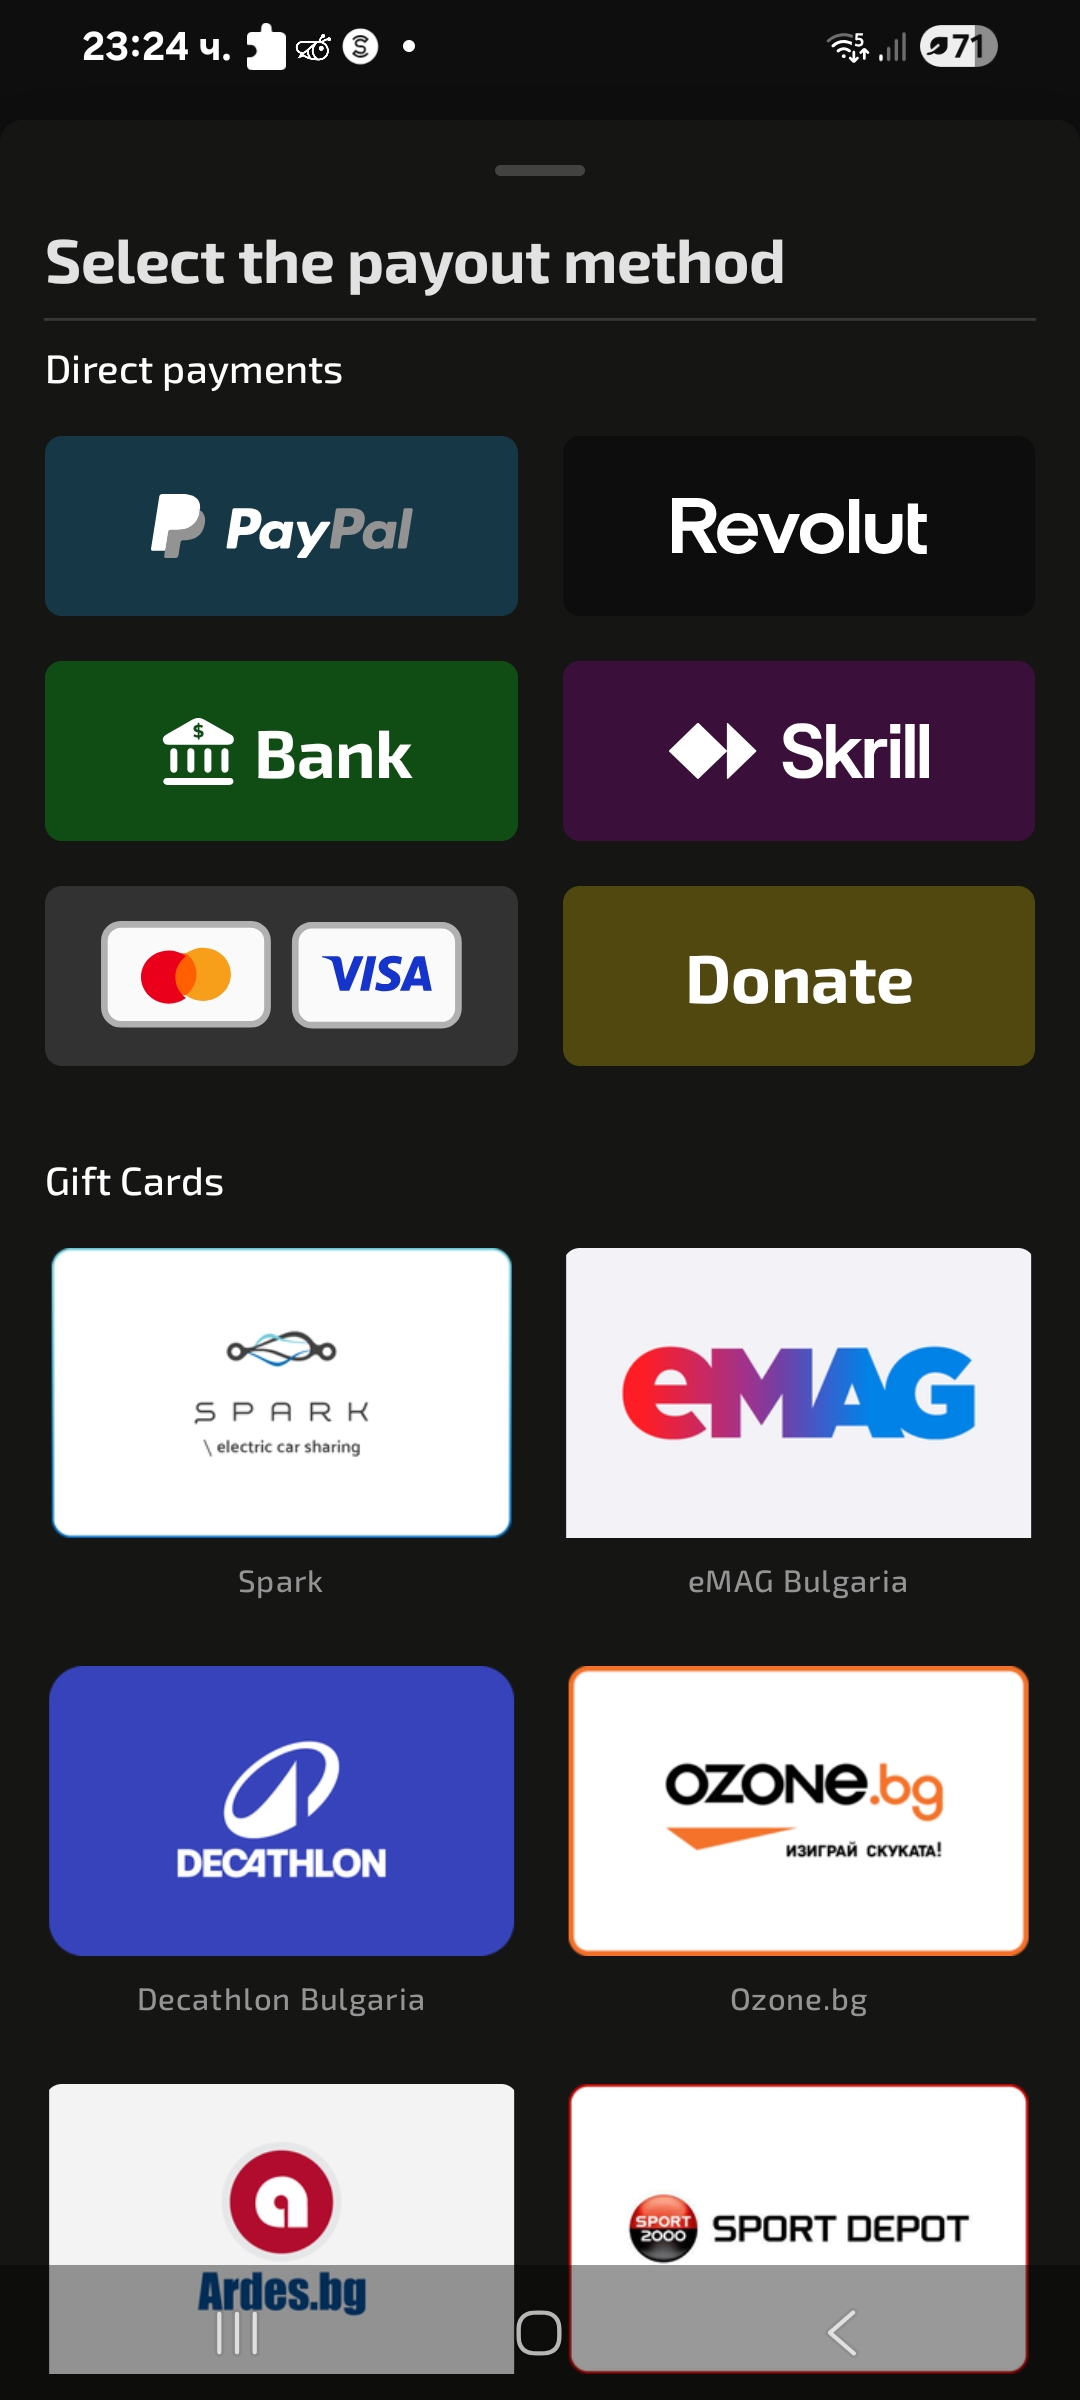 23:24 ч.
5
71
Select the payout method
Direct payments
PayPal
Revolut
$ Bank
Skrill
VISA
Donate
Gift Cards
SPARK
\ electric car sharing
eMAG
Spark
eMAG Bulgaria
DECATHLON
OZONE.bg
ИЗИГРАЙ СКУКАТА!
Decathlon Bulgaria
Ozone.bg
a
Ardes.bg
SPORT
2000
SPORT DEPOT